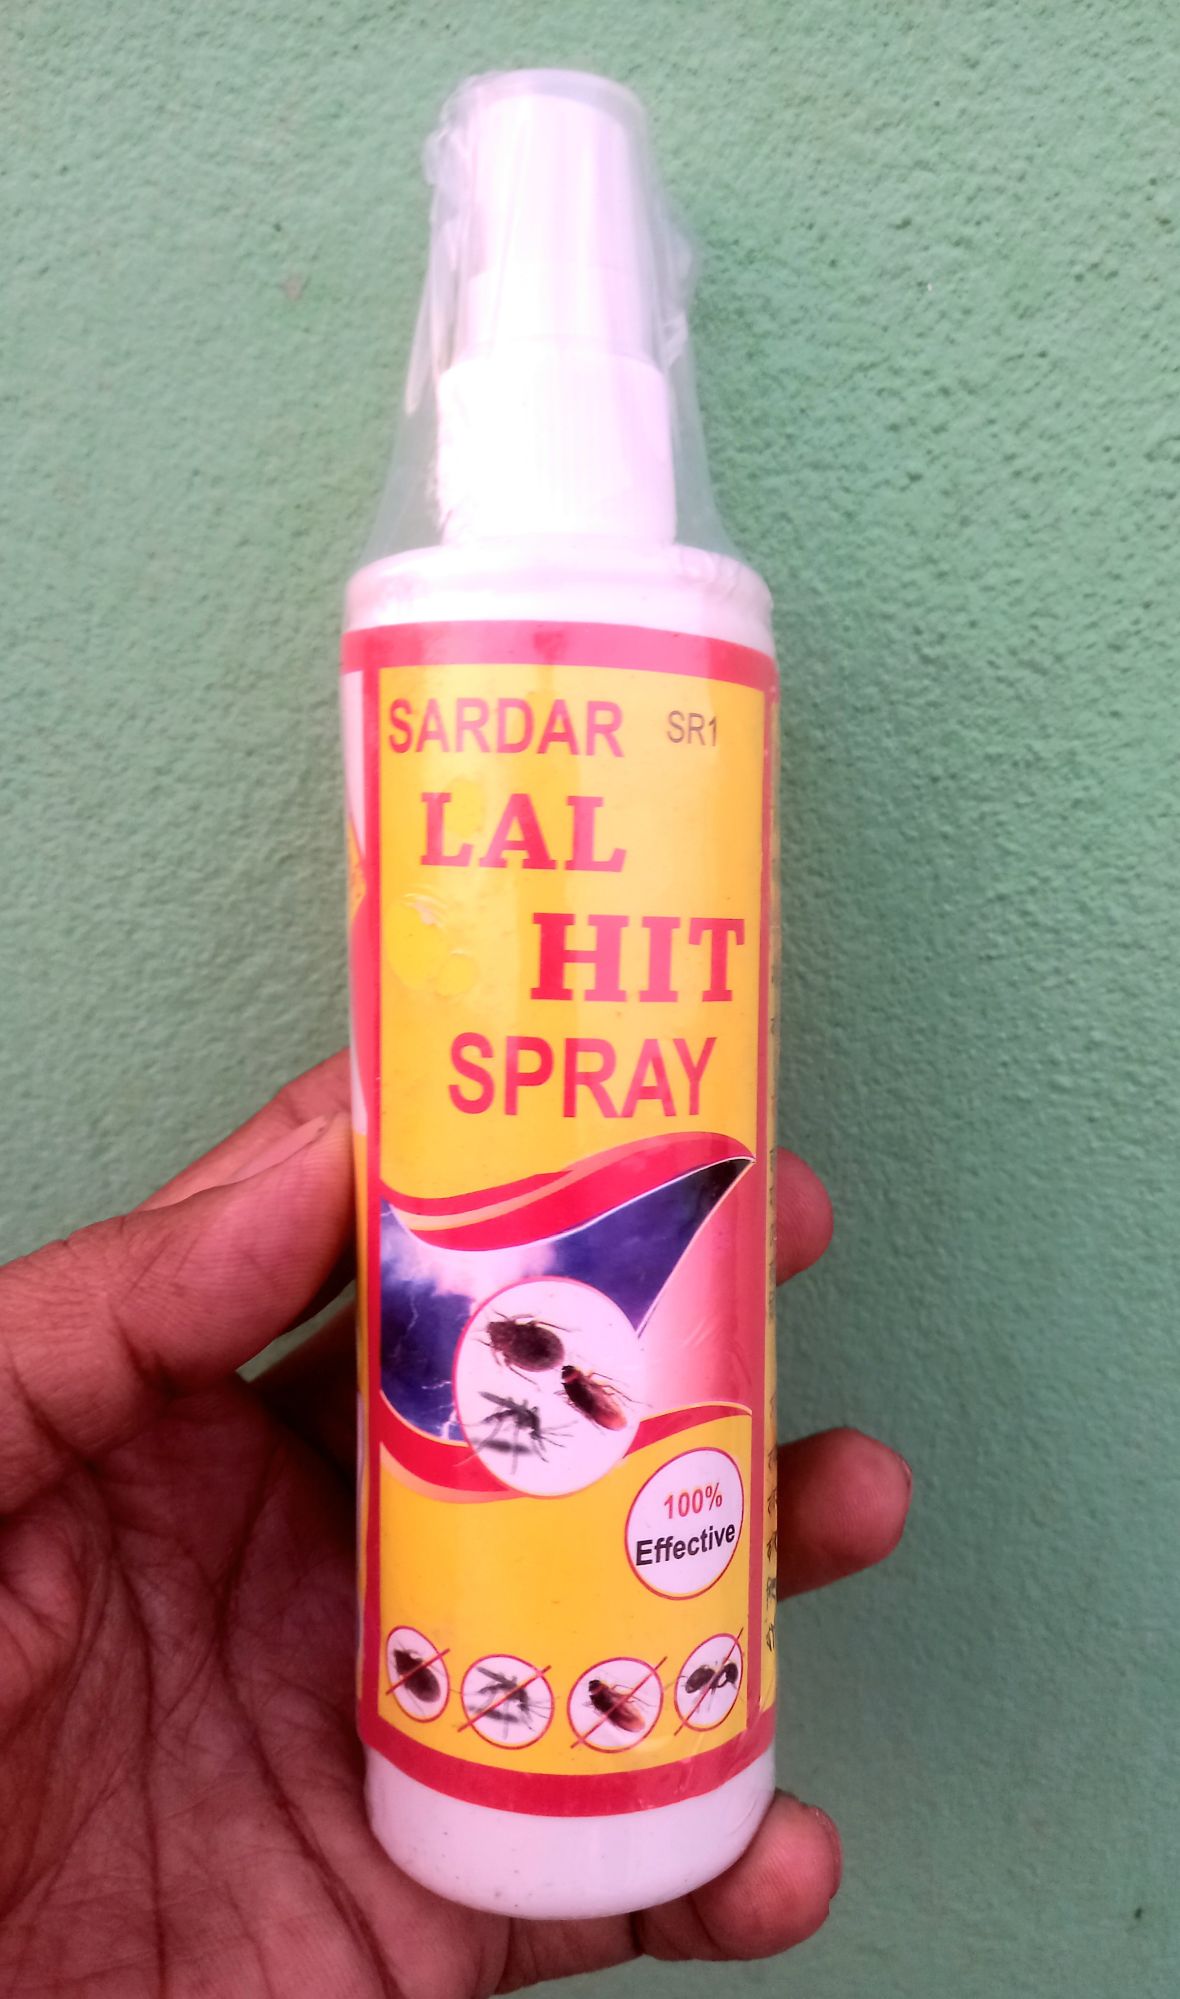 SARDAR SR1
LAL
HIT
SPRAY
100%
Effective